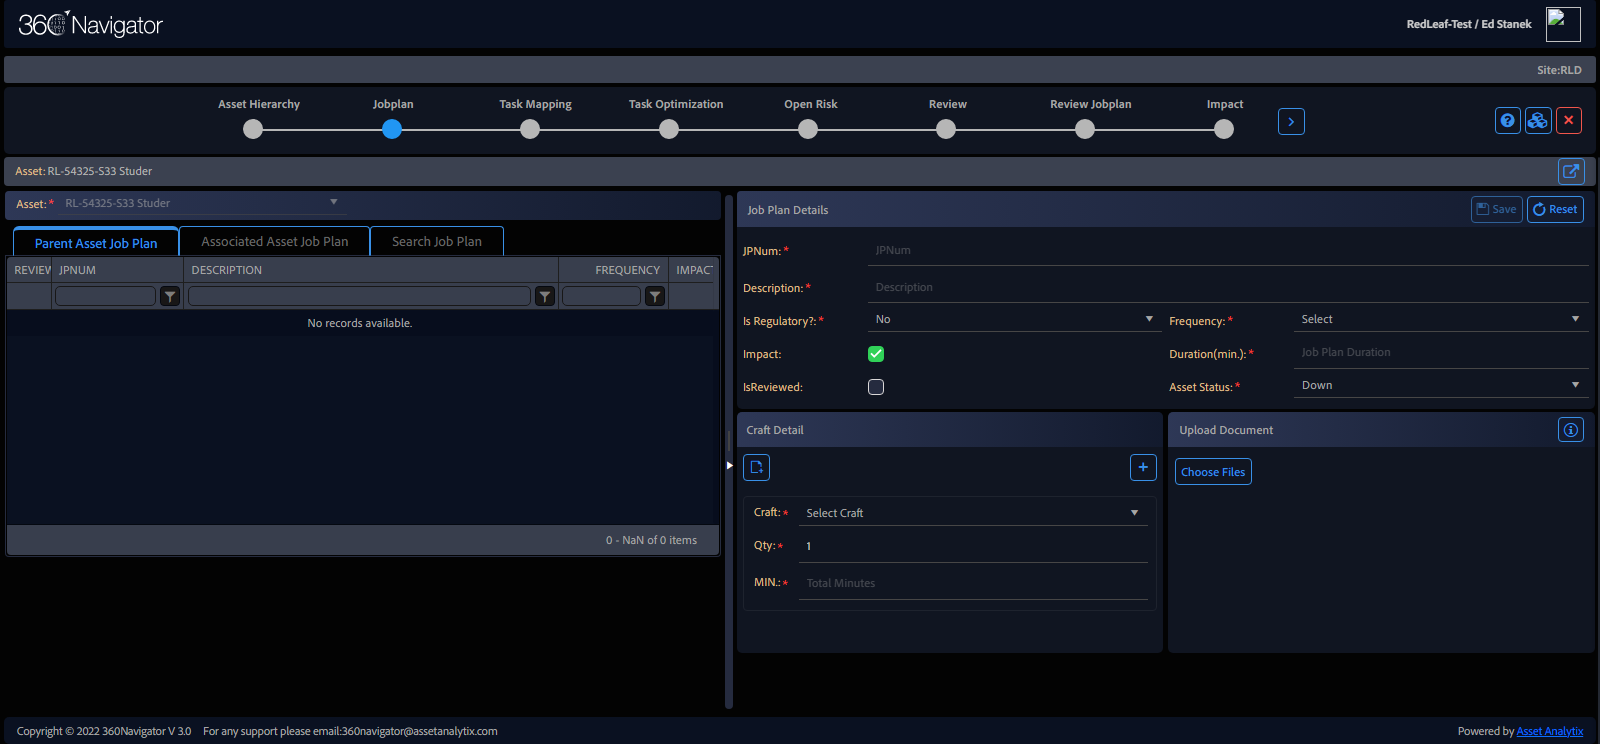 360 Navigator
RedLeaf-Test / Ed Stanek
Site:RLD
Asset Hierarchy
Jobplan
Task Mapping
Task Optimization
Open Risk
Review
Review Jobplan
Impact
Asset: RL-54325-S33 Studer
Asset:* RL-54325-S33 Studer
Parent Asset Job Plan
Associated Asset Job Plan
Search Job Plan
REVIEW JPNUM DESCRIPTION FREQUENCY IMPACT
No records available.
0 - NaN of 0 items
Job Plan Details
Save
Reset
JPNum:* JPNum
Description:* Description
Is Regulatory?:* No
Frequency:* Select
Impact:
Duration(min.):* Job Plan Duration
IsReviewed:
Asset Status:* Down
Craft Detail
Craft:* Select Craft
Qty:* 1
MIN.:* Total Minutes
Upload Document
Choose Files
Copyright © 2022 360Navigator V 3.0 For any support please email:360navigator@assetanalytix.com
Powered by Asset Analytix